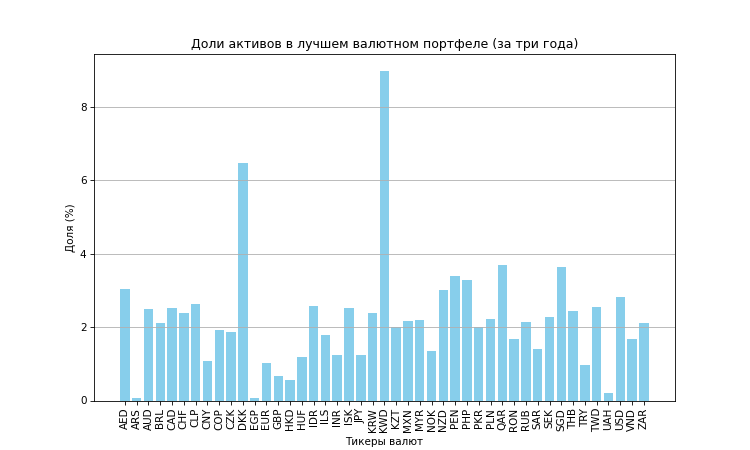 Доли активов в лучшем валютном портфеле (за три года)
Доля (%)
8
6
4
2
0
AED ARS AUD BRL CAD CHF CLP CNY COP CZK DKK EGP EUR GBP HKD HUF IDR ILS INR ISK JPY KRW KWD KZT MXN MYR NOK NZD PEN PHP PKR PLN QAR RON RUB SAR SEK SGD THB TRY TWD UAH USD VND ZAR
Тикеры валют